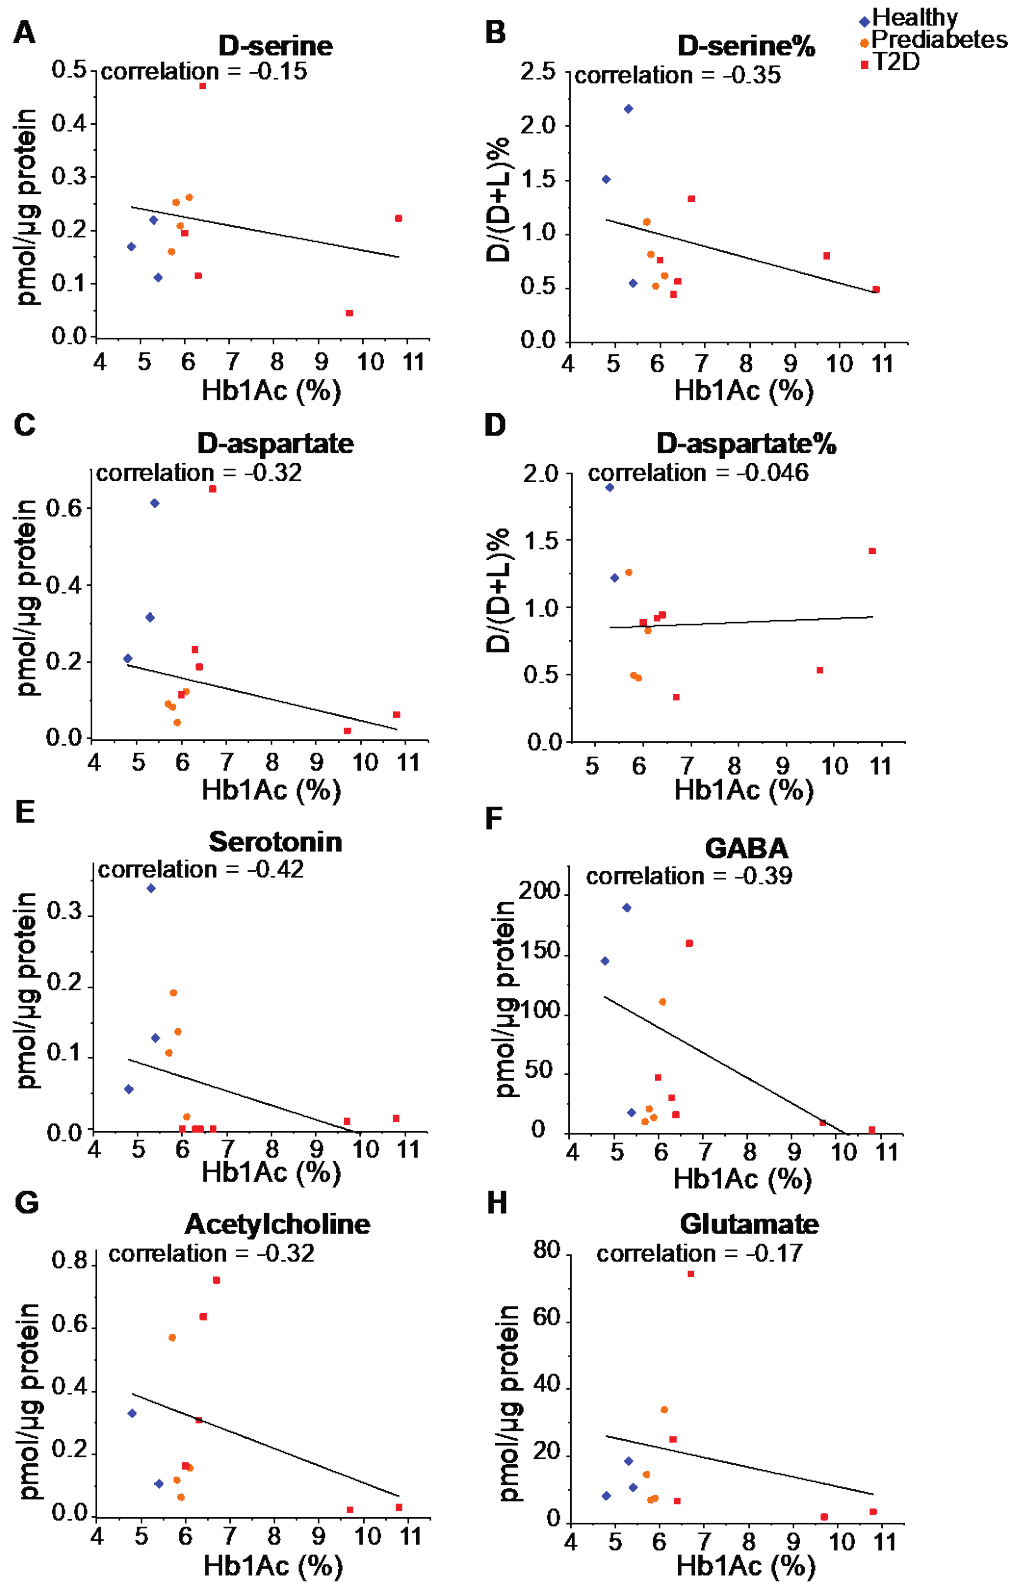 Healthy
Prediabetes
T2D
A
D-serine
correlation = -0.15
pmol/µg protein
0.5
0.4
0.3
0.2
0.1
0.0
4 5 6 7 8 9 10 11
Hb1Ac (%)
B
D-serine%
correlation = -0.35
D/(D+L)%
2.5
2.0
1.5
1.0
0.5
0.0
4 5 6 7 8 9 10 11
Hb1Ac (%)
C
D-aspartate
correlation = -0.32
pmol/µg protein
0.6
0.4
0.2
0.0
4 5 6 7 8 9 10 11
Hb1Ac (%)
D
D-aspartate%
correlation = -0.046
D/(D+L)%
2.0
1.5
1.0
0.5
0.0
5 6 7 8 9 10 11
Hb1Ac (%)
E
Serotonin
correlation = -0.42
pmol/µg protein
0.3
0.2
0.1
0.0
4 5 6 7 8 9 10 11
Hb1Ac (%)
F
GABA
correlation = -0.39
pmol/µg protein
200
150
100
50
0
4 5 6 7 8 9 10 11
Hb1Ac (%)
G
Acetylcholine
correlation = -0.32
pmol/µg protein
0.8
0.6
0.4
0.2
0.0
4 5 6 7 8 9 10 11
Hb1Ac (%)
H
Glutamate
correlation = -0.17
pmol/µg protein
80
60
40
20
0
4 5 6 7 8 9 10 11
Hb1Ac (%)